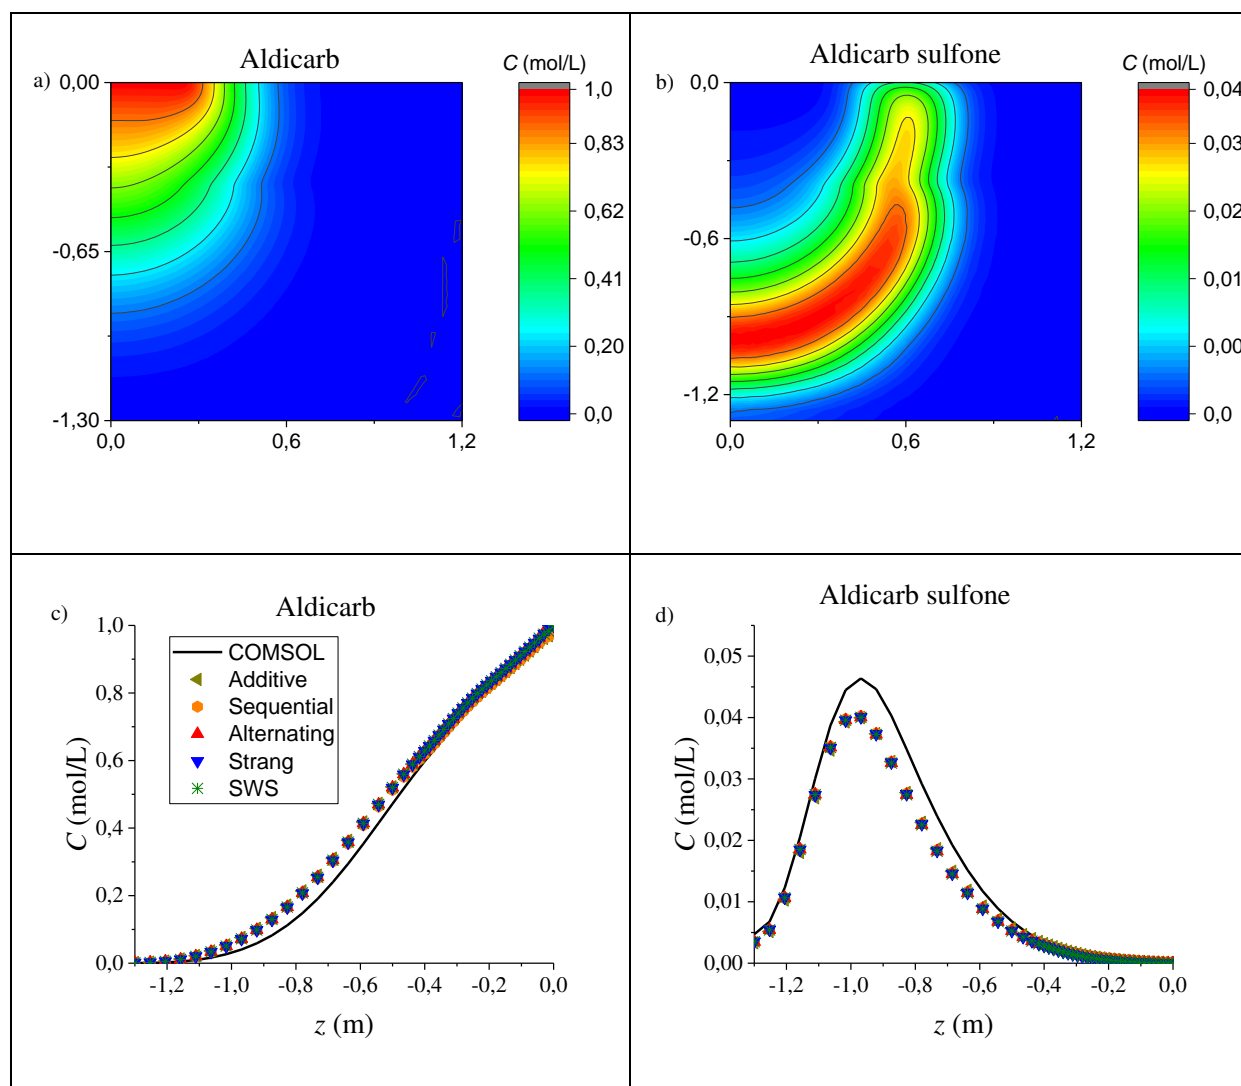 Aldicarb
a)
C (mol/L)
0,00
-0.65
-1.30
0,0
0,6
1,2
1,0
0,83
0,62
0,41
0,20
0,0
Aldicarb sulfone
b)
C (mol/L)
0,0
-0,6
-1,2
0,0
0,6
1,2
0,04
0,03
0,02
0,01
0,00
0,0
c)
Aldicarb
1,0
0,8
0,6
0,4
0,2
0,0
C (mol/L)
COMSOL
Additive
Sequential
Alternating
Strang
SWS
-1,2
-1,0
-0,8
-0,6
-0,4
-0,2
0,0
z (m)
d)
Aldicarb sulfone
0,05
0,04
0,03
0,02
0,01
0,00
C (mol/L)
-1,2
-1,0
-0,8
-0,6
-0,4
-0,2
0,0
z (m)